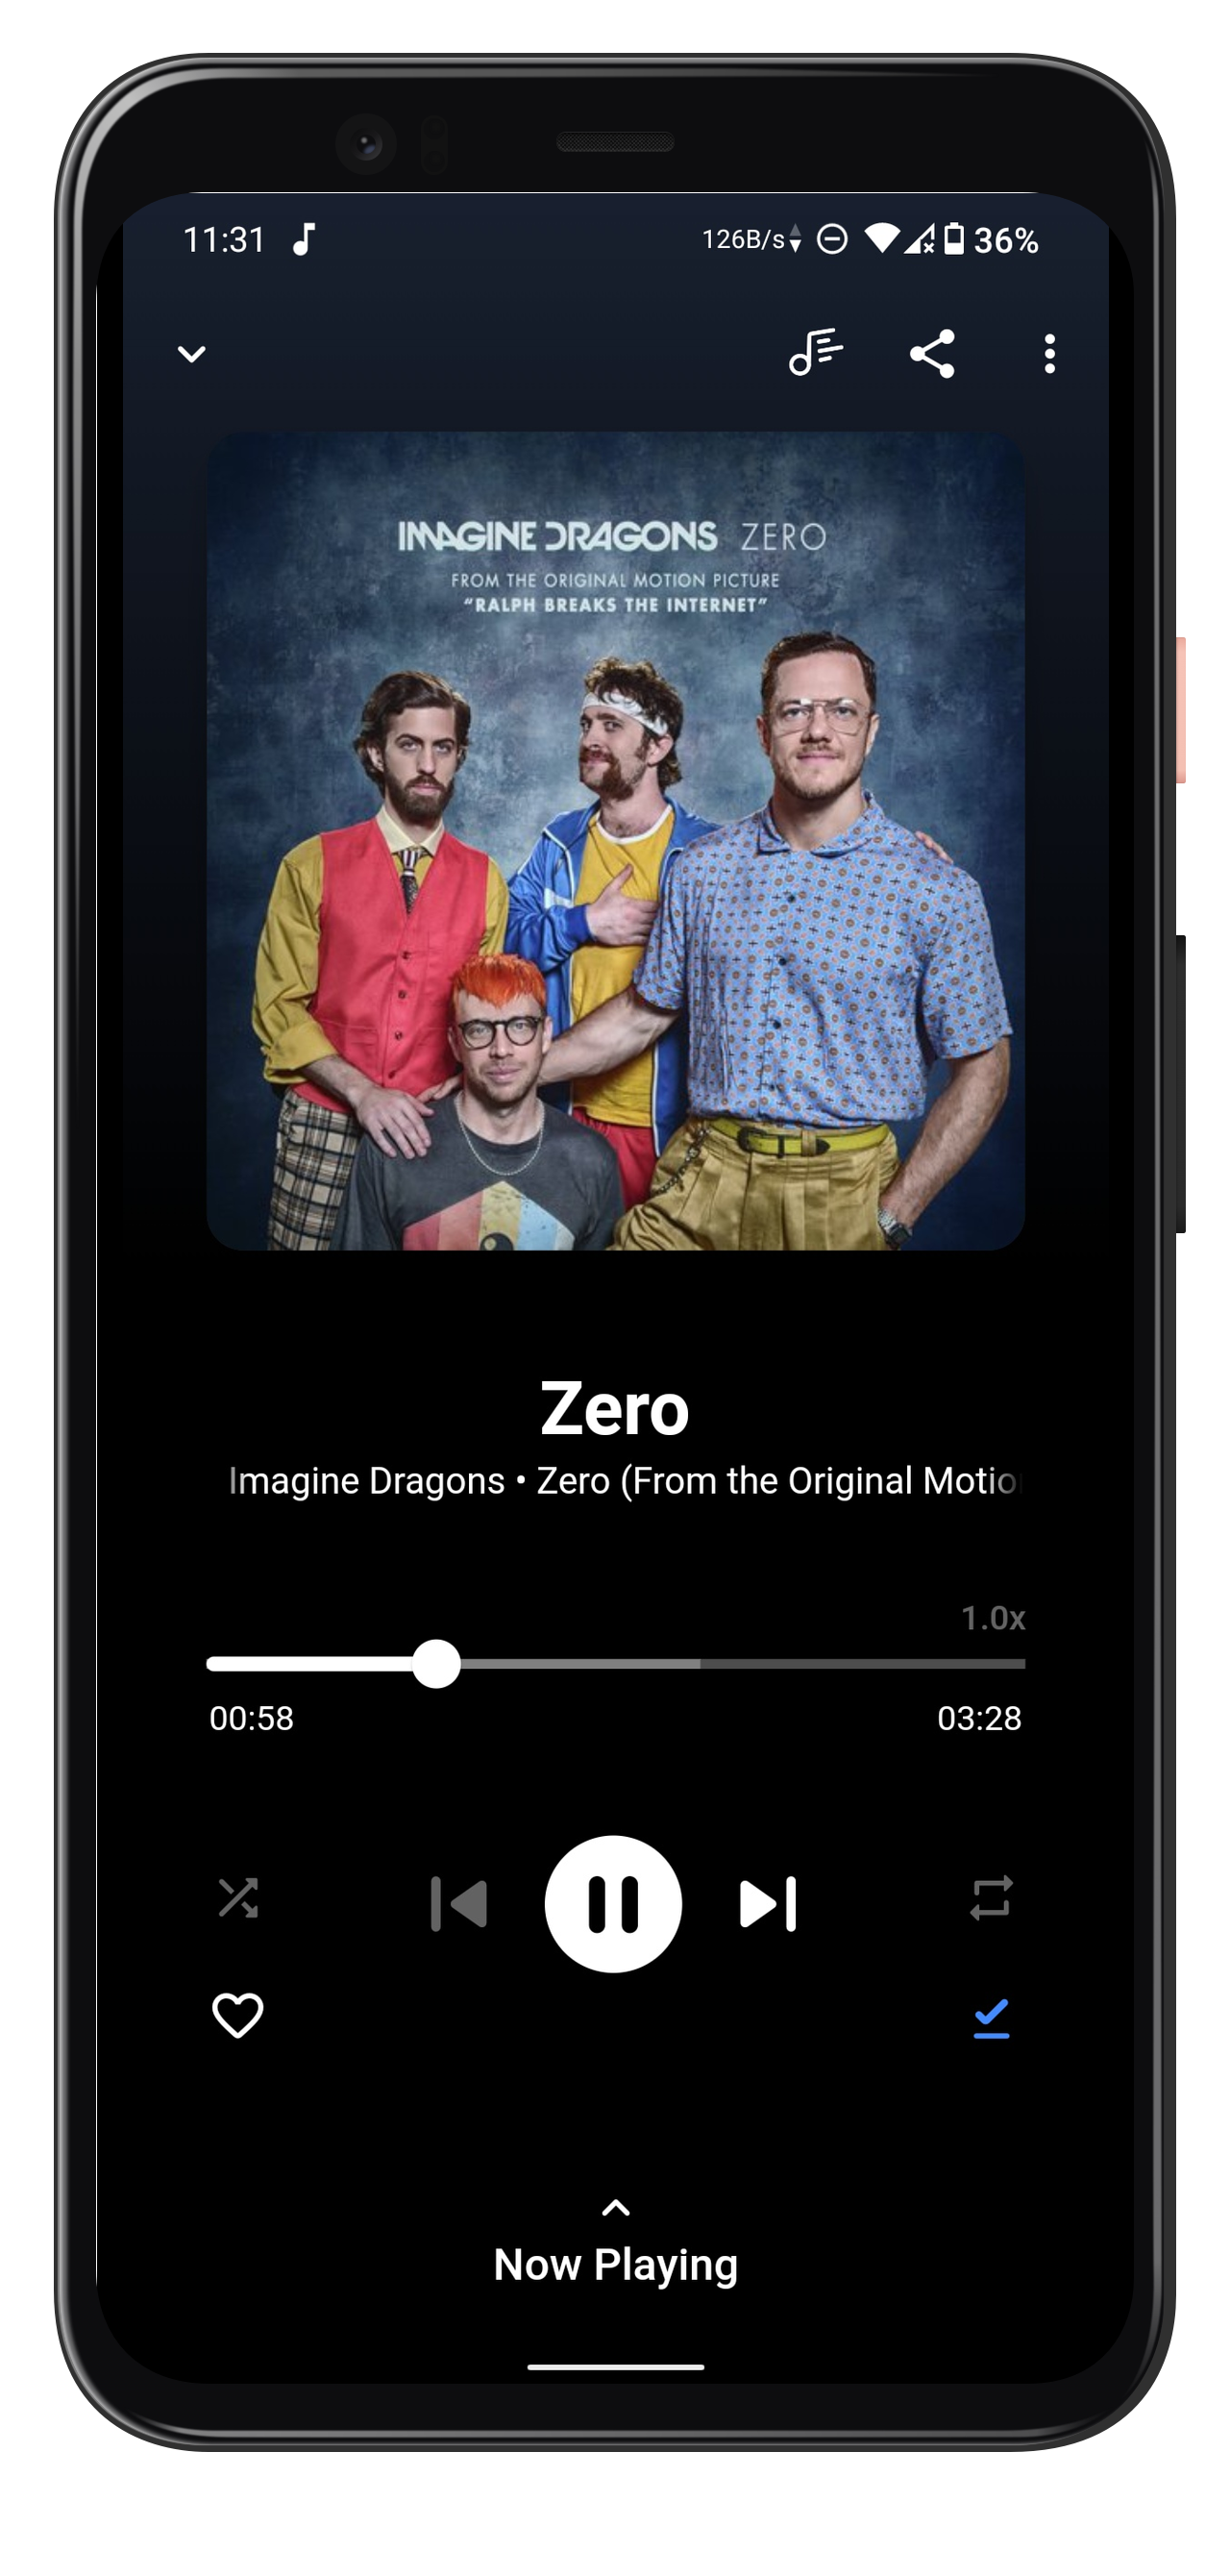 11:31
126B/s 36%
IMAGINE DRAGONS ZERO
FROM THE ORIGINAL MOTION PICTURE
"RALPH BREAKS THE INTERNET"
Zero
Imagine Dragons • Zero (From the Original Motio
1.0x
00:58 03:28
Now Playing